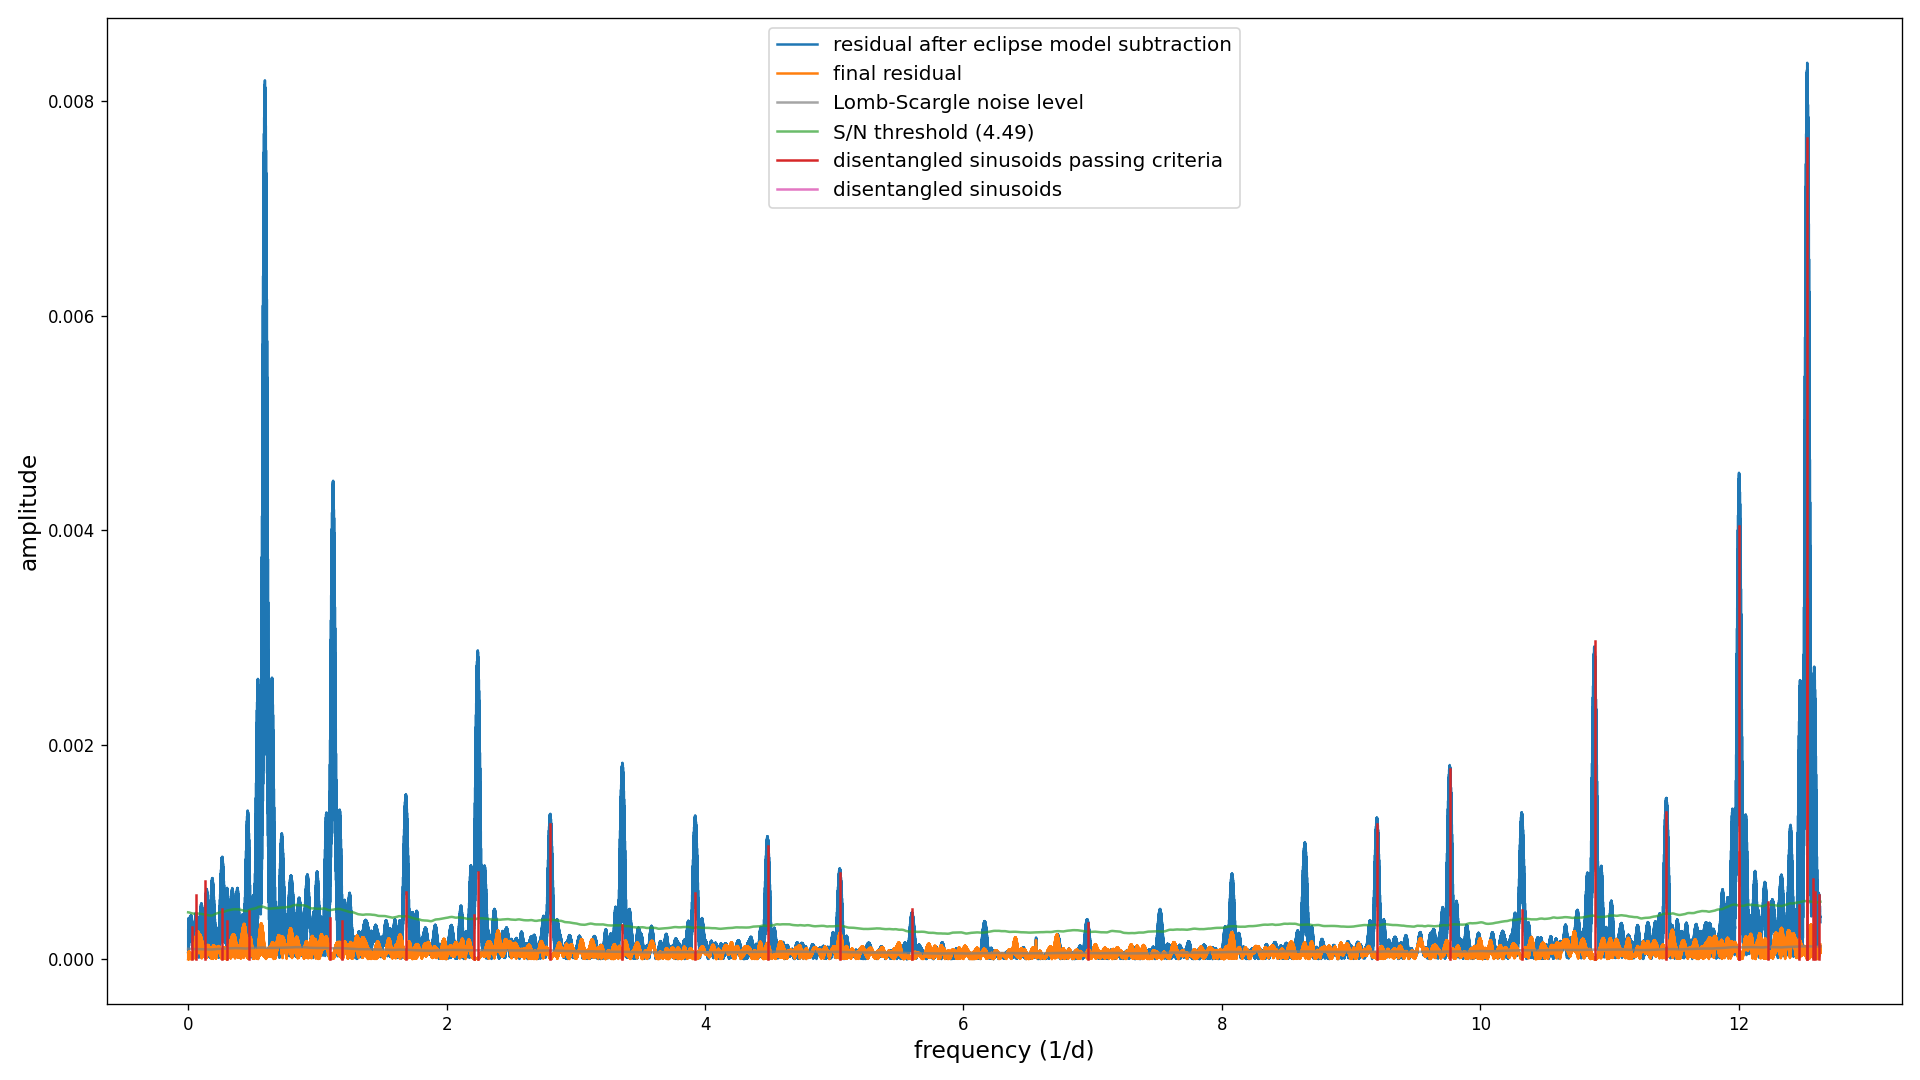 residual after eclipse model subtraction
final residual
Lomb-Scargle noise level
S/N threshold (4.49)
disentangled sinusoids passing criteria
disentangled sinusoids
amplitude
0.008
0.006
0.004
0.002
0.000
0 2 4 6 8 10 12
frequency (1/d)